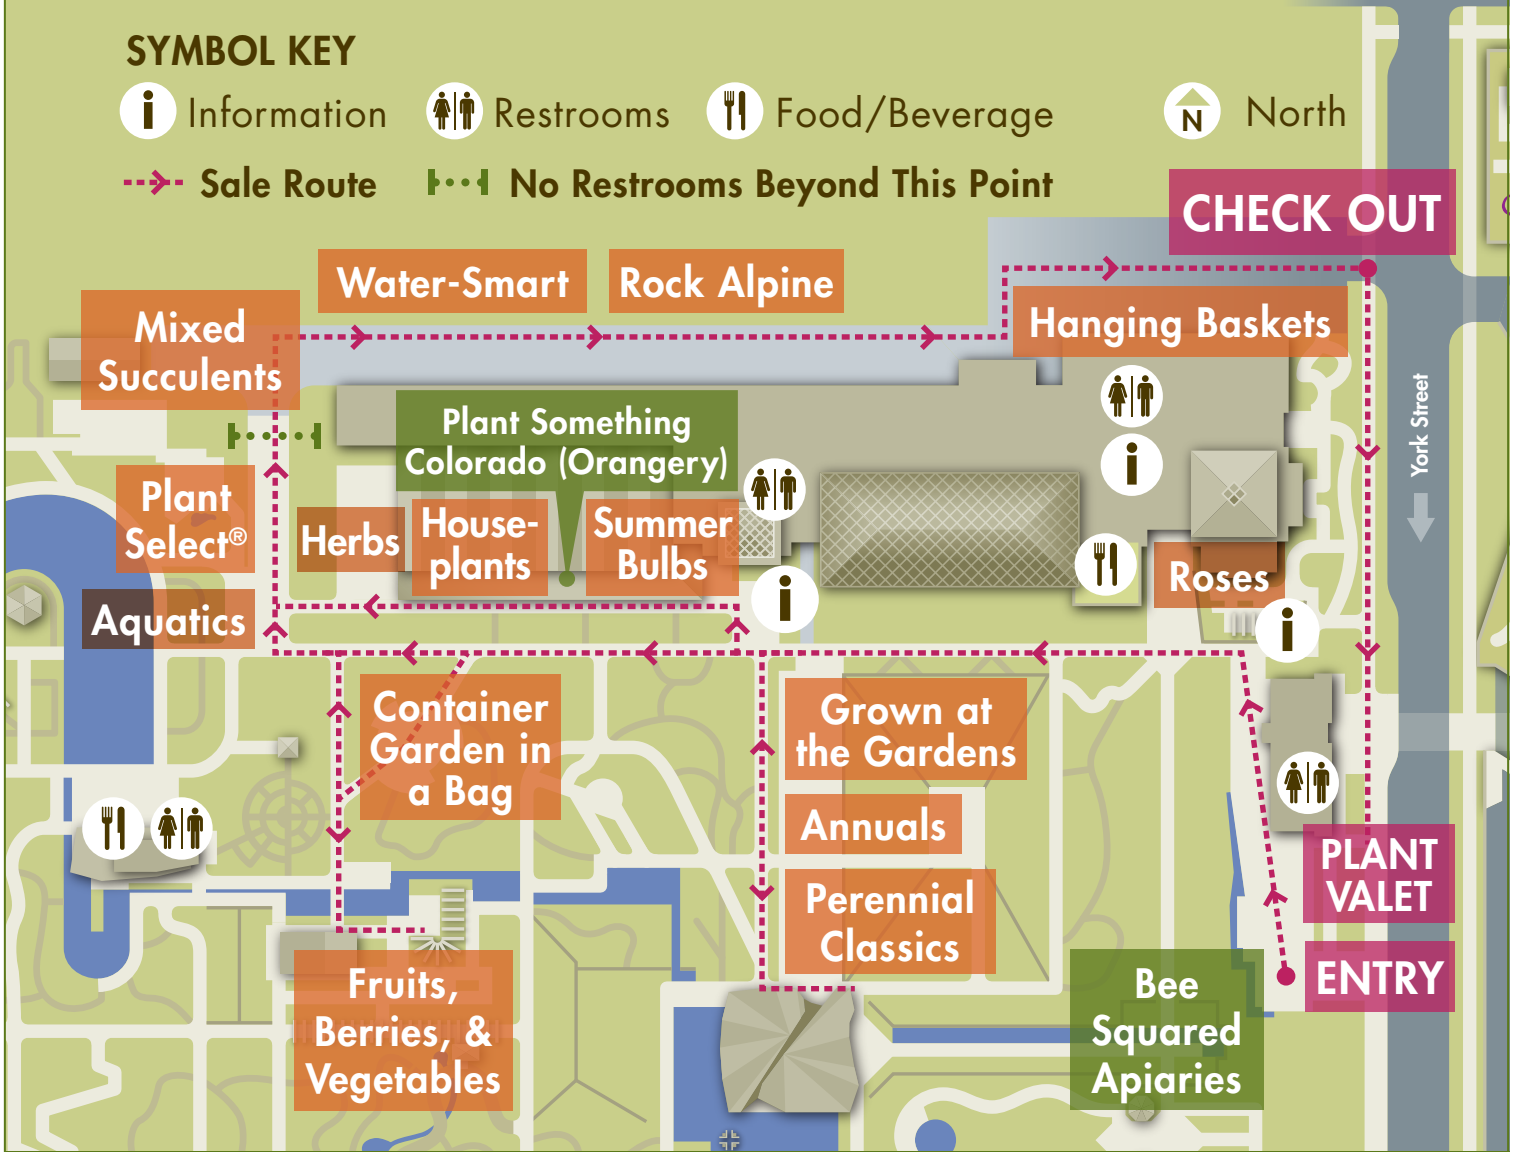 SYMBOL KEY
Information
Restrooms
Food/Beverage
N
North
Sale Route
No Restrooms Beyond This Point
CHECK OUT
Water-Smart
Rock Alpine
Hanging Baskets
Mixed
Succulents
Plant Something
Colorado (Orangery)
York Street
Plant
Select®
Herbs
House-
plants
Summer
Bulbs
Roses
Aquatics
Container
Garden in
a Bag
Grown at
the Gardens
Annuals
Perennial
Classics
PLANT
VALET
ENTRY
Fruits,
Berries, &
Vegetables
Bee
Squared
Apiaries